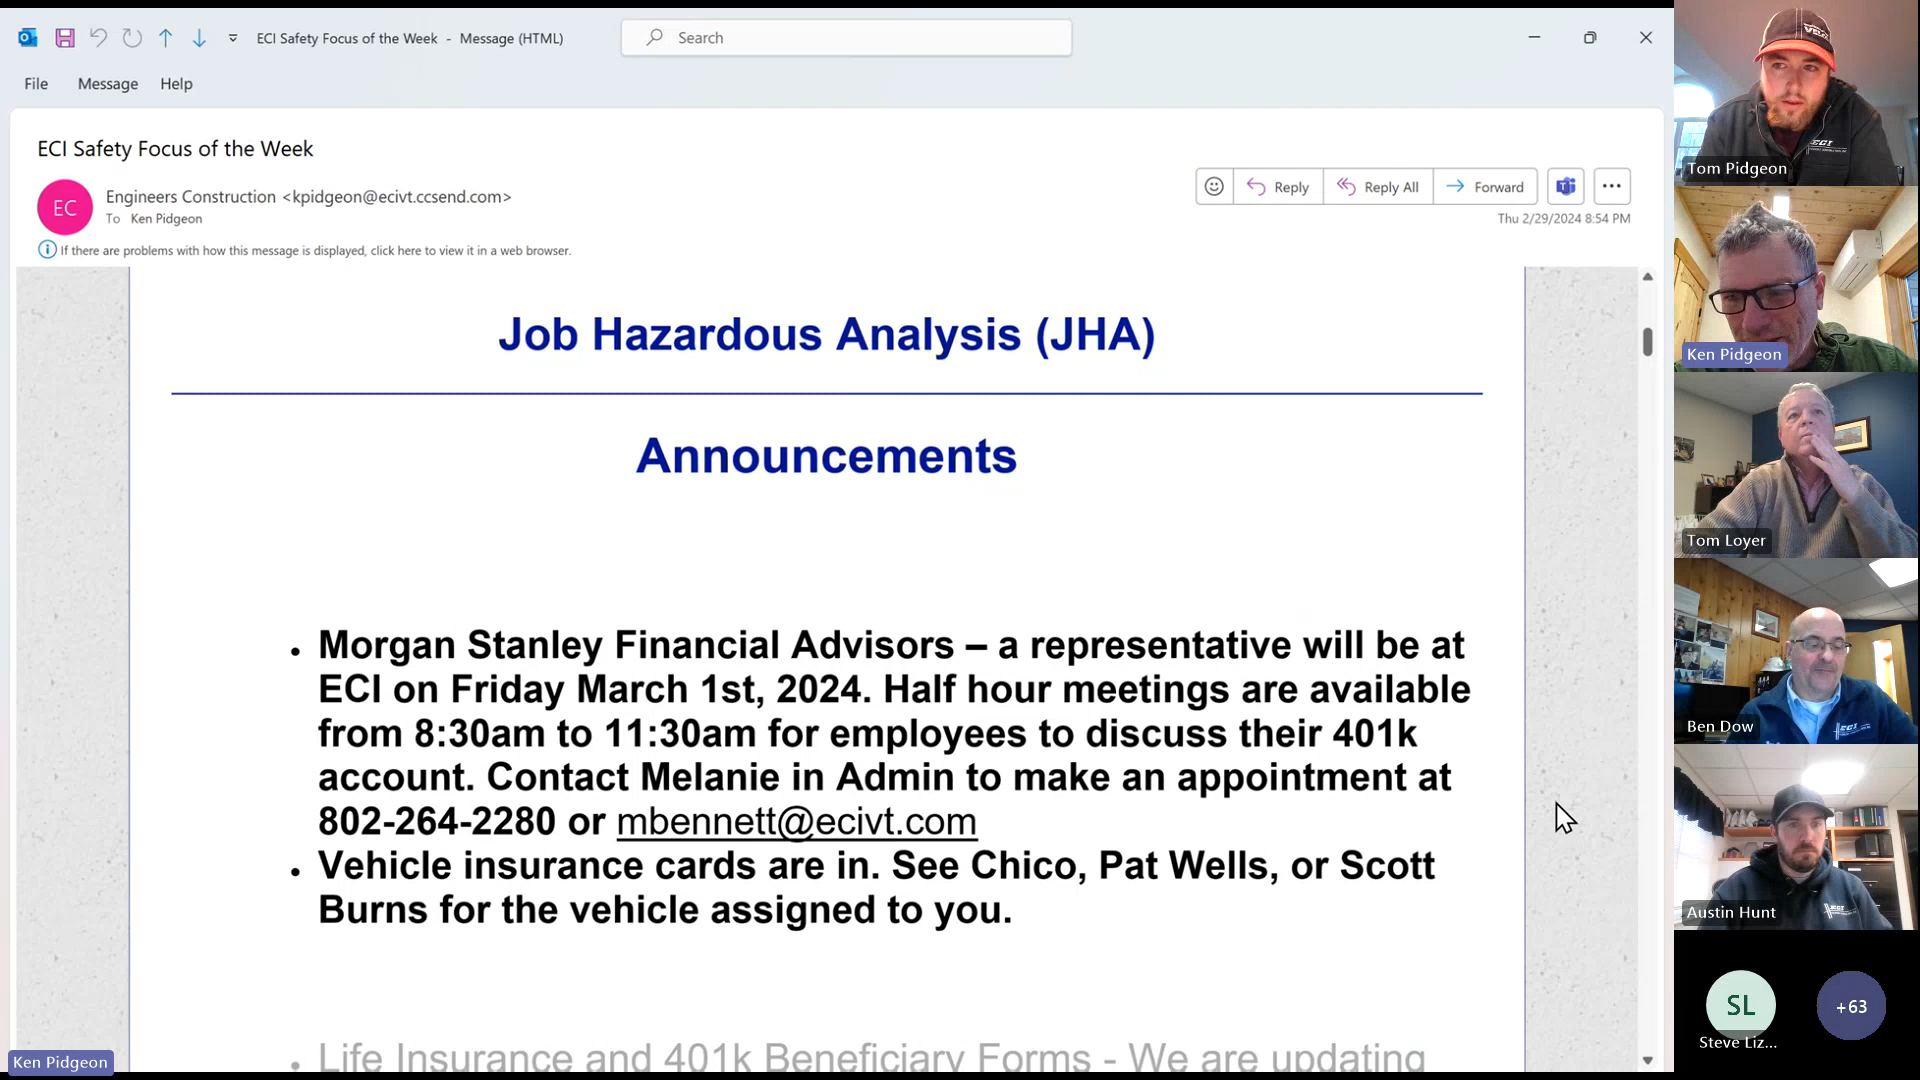 ECI Safety Focus of the Week - Message (HTML)
Search
File Message Help
ECI Safety Focus of the Week
EC
Engineers Construction <kpidgeon@ecivt.ccsend.com>
To Ken Pidgeon
Reply Reply All Forward
Thu 2/29/2024 8:54 PM
If there are problems with how this message is displayed, click here to view it in a web browser.
Job Hazardous Analysis (JHA)
Announcements
• Morgan Stanley Financial Advisors – a representative will be at
ECI on Friday March 1st, 2024. Half hour meetings are available
from 8:30am to 11:30am for employees to discuss their 401k
account. Contact Melanie in Admin to make an appointment at
802-264-2280 or mbennett@ecivt.com
• Vehicle insurance cards are in. See Chico, Pat Wells, or Scott
Burns for the vehicle assigned to you.
• Life Insurance and 401k Beneficiary Forms - We are updating
Ken Pidgeon
Tom Pidgeon
Ken Pidgeon
Tom Loyer
Ben Dow
ECI
Austin Hunt
ECI
SL
+63
Steve Liz...